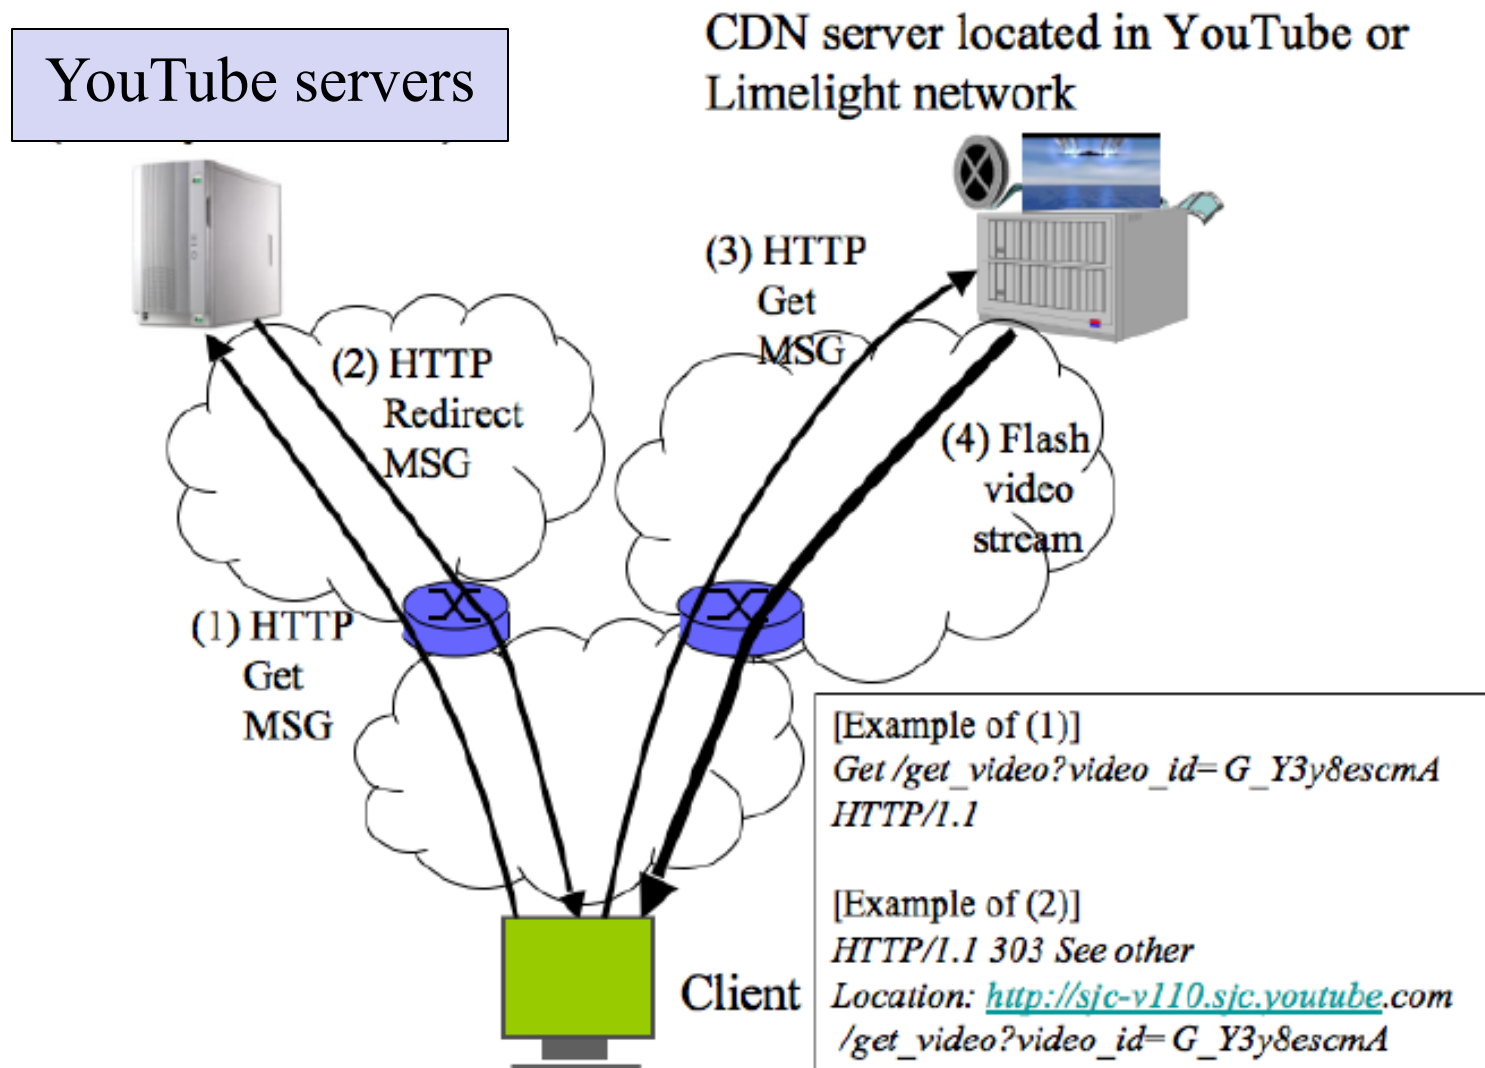 YouTube servers
CDN server located in YouTube or
Limelight network
(3) HTTP
Get
MSG
(2) HTTP
Redirect
MSG
(4) Flash
video
stream
(1) HTTP
Get
MSG
Client
[Example of (1)]
Get /get_video?video_id=G_Y3y8escmA
HTTP/1.1
[Example of (2)]
HTTP/1.1 303 See other
Location: http://sjc-v110.sjc.youtube.com
/get_video?video_id=G_Y3y8escmA